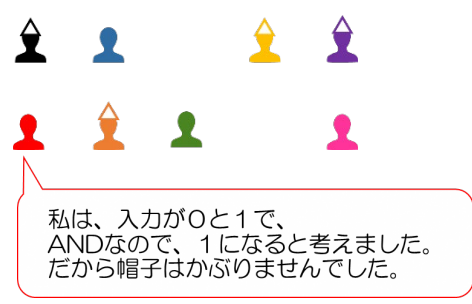 私は、入力が０と１で、
ANDなので、１になると考えました。
だから帽子はかぶりませんでした。